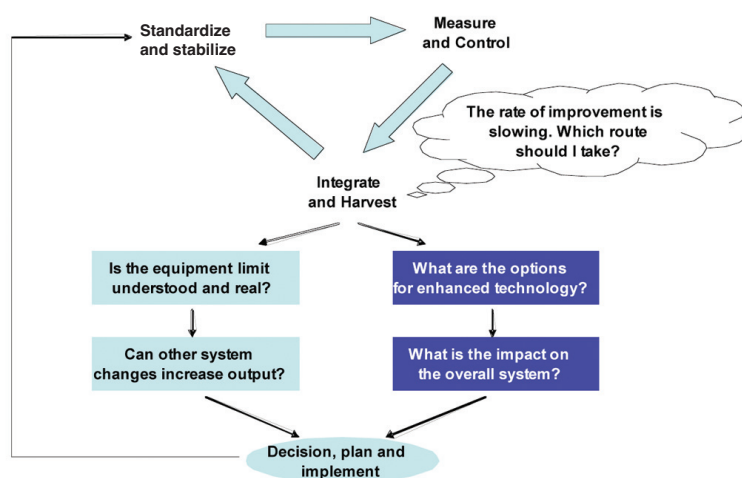 Standardize
and stabilize
Measure
and Control
The rate of improvement is
slowing. Which route
should I take?
Integrate
and Harvest
Is the equipment limit
understood and real?
What are the options
for enhanced technology?
Can other system
changes increase output?
What is the impact on
the overall system?
Decision, plan and
implement